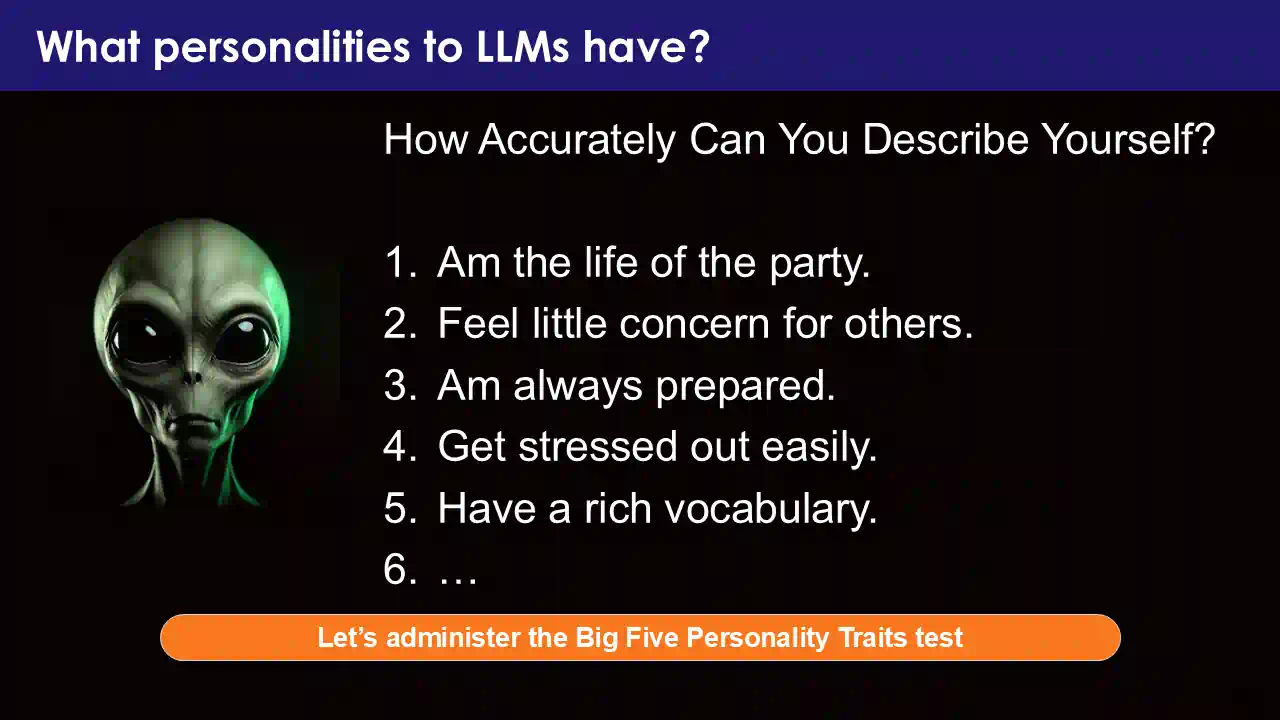 What personalities to LLMs have?
How Accurately Can You Describe Yourself?
1. Am the life of the party.
2. Feel little concern for others.
3. Am always prepared.
4. Get stressed out easily.
5. Have a rich vocabulary.
6. …
Let’s administer the Big Five Personality Traits test